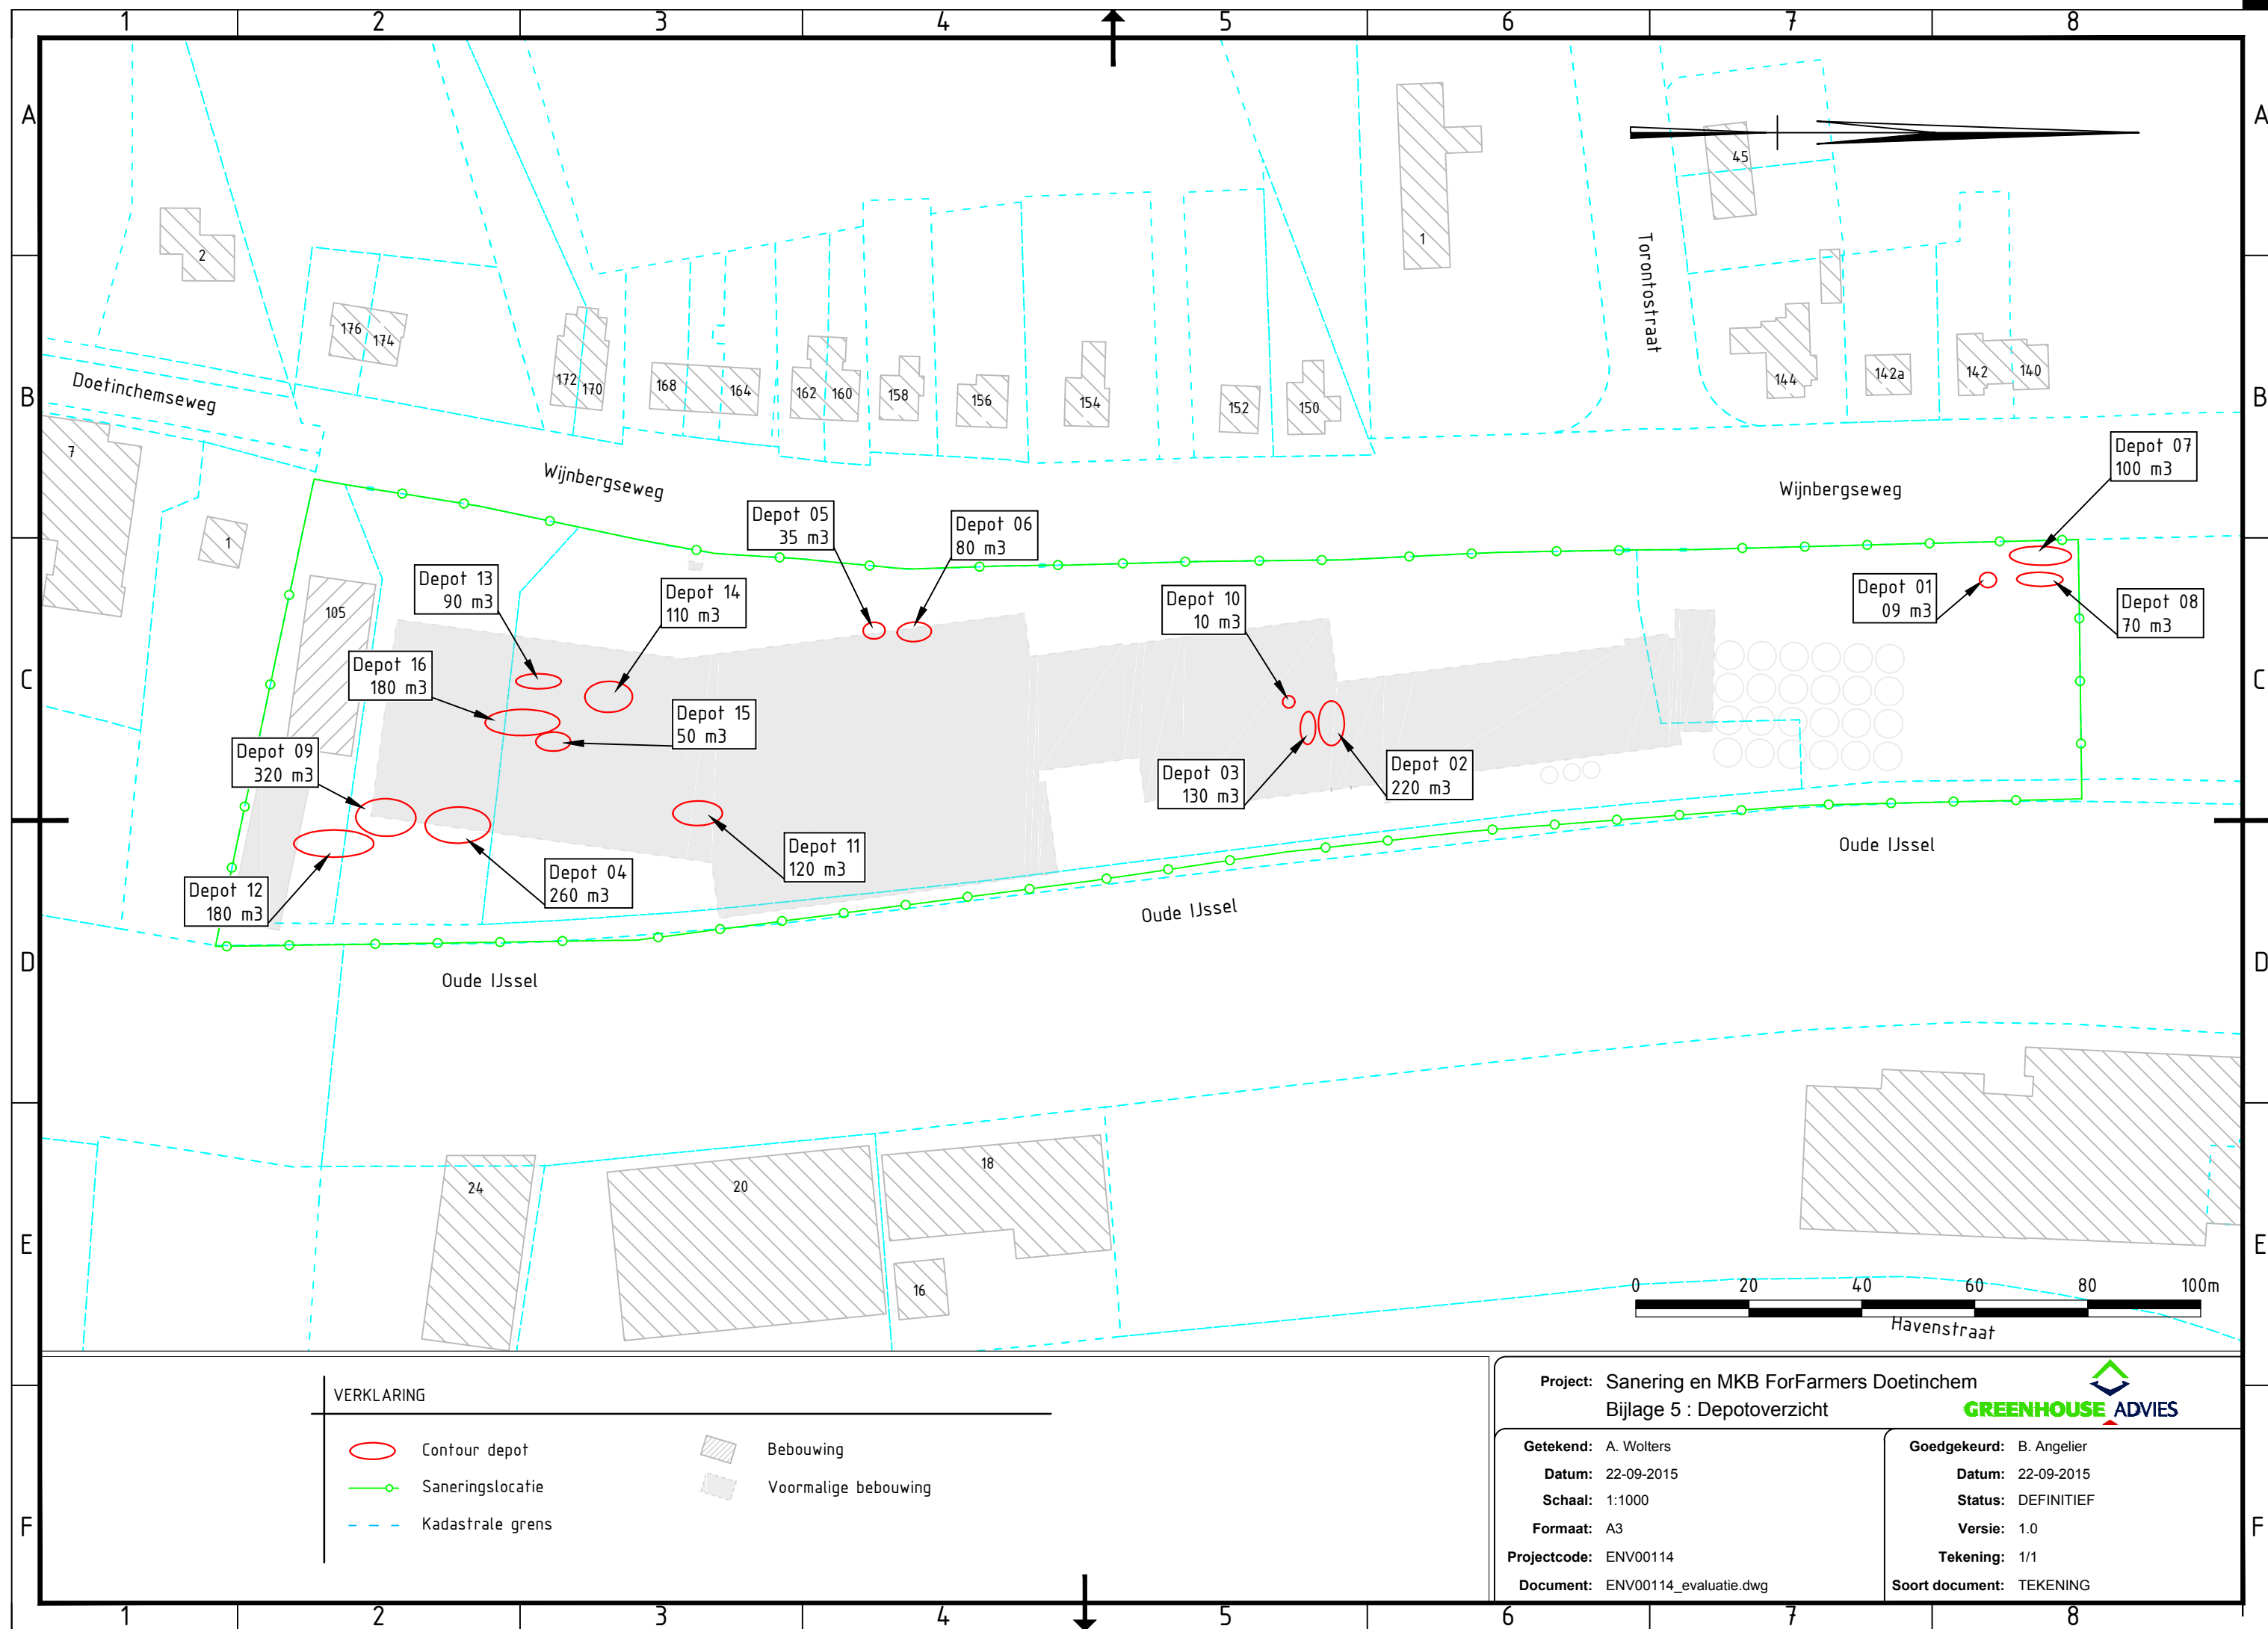 1 2 3 4 5 6 7 8
A A
45
2
1
Torontostraat
B B
176
174
172
170
168
164
162
160
158
156
154
152
150
144
142a
142
140
Doetinchemseweg
7
1
Wijnbergseweg
Wijnbergseweg
Depot 07
100 m3
Depot 05
35 m3
Depot 06
80 m3
Depot 13
90 m3
Depot 14
110 m3
Depot 10
10 m3
Depot 01
09 m3
Depot 08
70 m3
105
C C
Depot 16
180 m3
Depot 15
50 m3
Depot 09
320 m3
Depot 03
130 m3
Depot 02
220 m3
Depot 11
120 m3
Depot 04
260 m3
Depot 12
180 m3
Oude IJssel
Oude IJssel
Oude IJssel
D D
24
20
18
16
E E
0 20 40 60 80 100m
Havenstraat
VERKLARING
Contour depot
Saneringslocatie
Kadastrale grens
Bebouwing
Voormalige bebouwing
Project: Sanering en MKB ForFarmers Doetinchem
Bijlage 5 : Depotoverzicht
GREENHOUSE ADVIES
Getekend: A. Wolters
Datum: 22-09-2015
Schaal: 1:1000
Formaat: A3
Projectcode: ENV00114
Document: ENV00114_evaluatie.dwg
Goedgekeurd: B. Angelier
Datum: 22-09-2015
Status: DEFINITIEF
Versie: 1.0
Tekening: 1/1
Soort document: TEKENING
F F
1 2 3 4 5 6 7 8